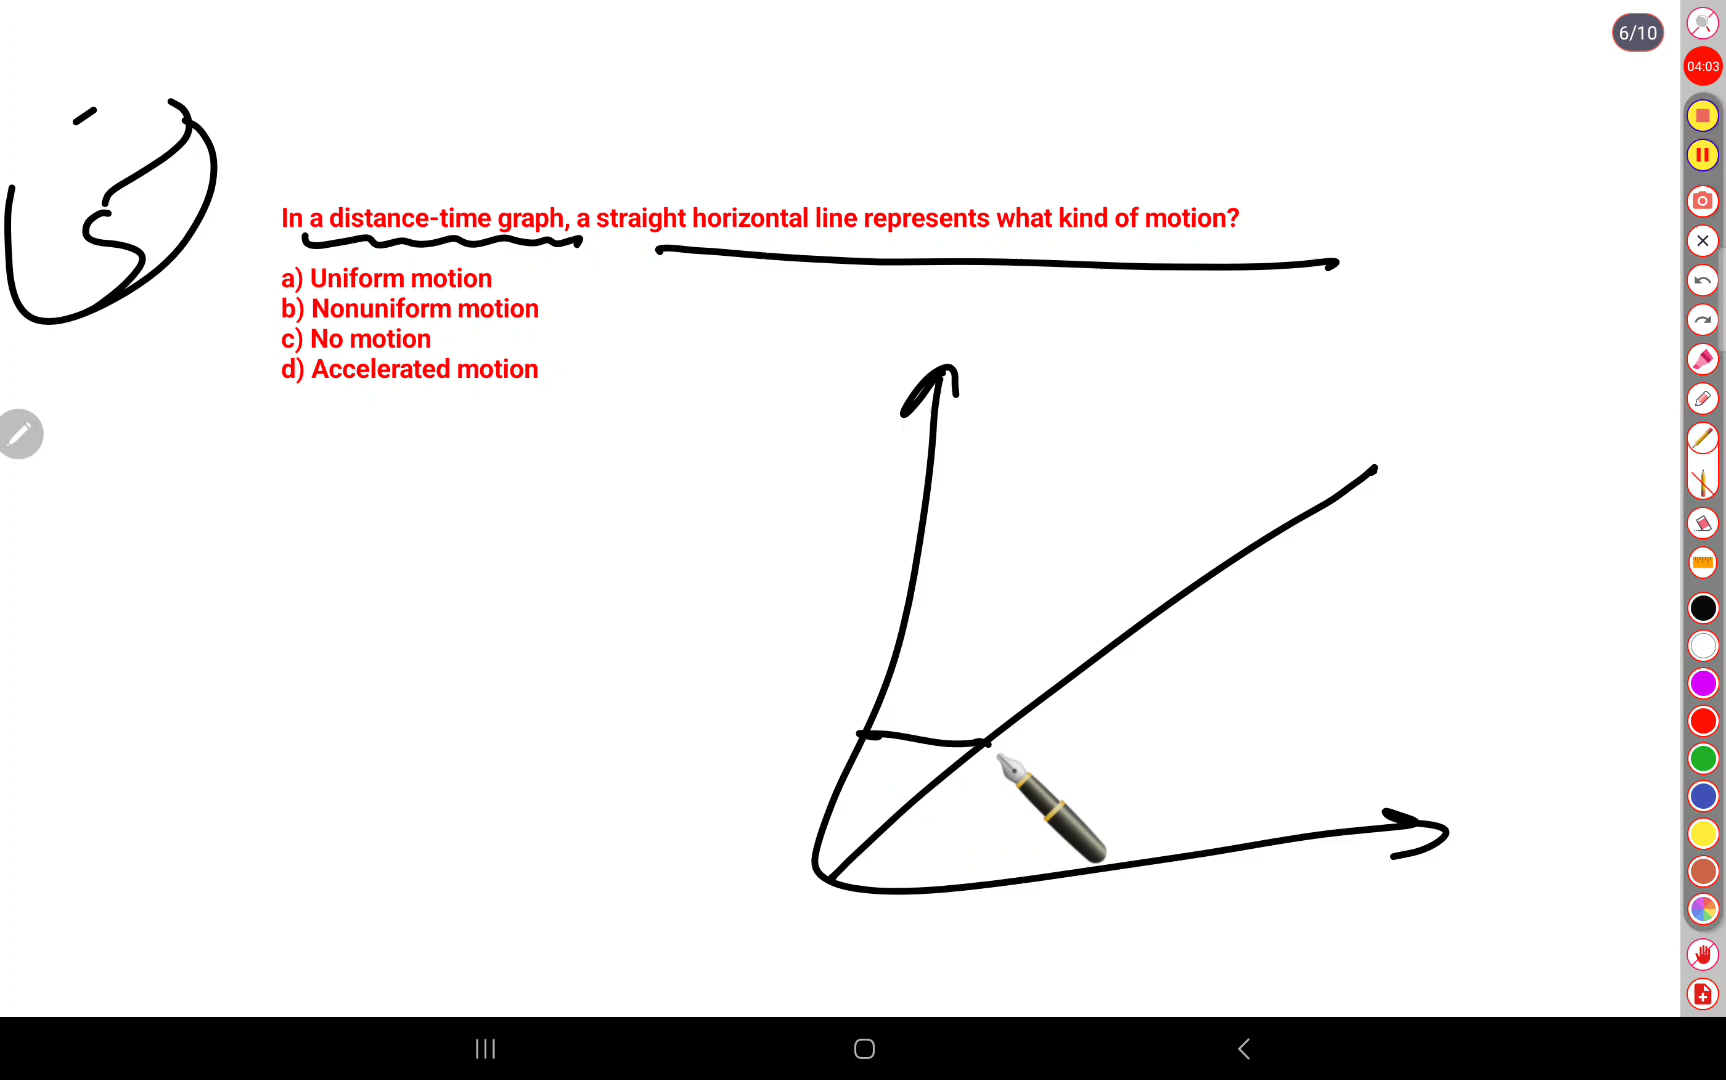 6/10
04:03
In a distance-time graph, a straight horizontal line represents what kind of motion?
a) Uniform motion
b) Nonuniform motion
c) No motion
d) Accelerated motion